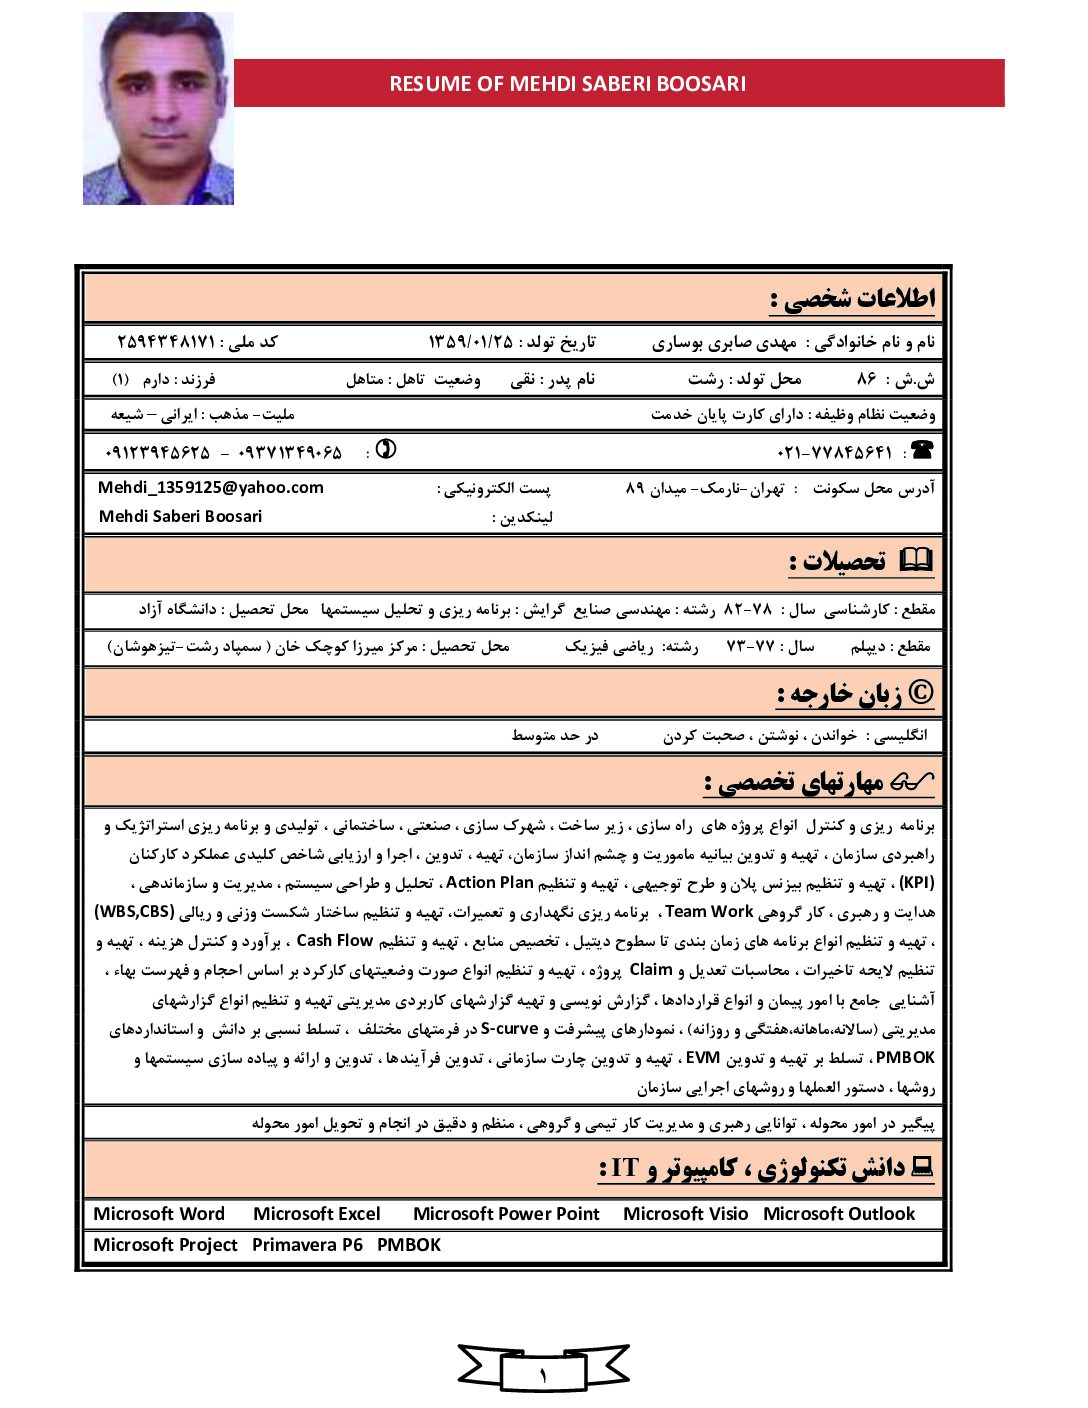 RESUME OF MEHDI SABERI BOOSARI
اطلاعات شخصی :
نام و نام خانوادگی : مهدی صابری بوساری تاریخ تولد : ۱۳۵۹/۰۱/۲۵ کد ملی : ۲۵۹۴۳۴۸۱۷۱
ش.ش : ۸۶ محل تولد : رشت نام پدر : نقی وضعیت تاهل : متاهل فرزند : دارم (۱)
وضعیت نظام وظیفه : دارای کارت پایان خدمت ملیت- مذهب : ایرانی – شیعه
☎ : ۰۲۱-۷۷۸۴۵۶۴۱ ✆ : ۰۹۳۷۱۳۴۹۰۶۵ - ۰۹۱۲۳۹۴۵۶۲۵
آدرس محل سکونت : تهران-نارمک- میدان ۸۹ پست الکترونیکی : Mehdi_1359125@yahoo.com
لینکدین : Mehdi Saberi Boosari
تحصیلات :
مقطع : کارشناسی سال : ۷۸-۸۲ رشته : مهندسی صنایع گرایش : برنامه ریزی و تحلیل سیستمها محل تحصیل : دانشگاه آزاد
مقطع : دیپلم سال : ۷۷-۷۳ رشته: ریاضی فیزیک محل تحصیل : مرکز میرزا کوچک خان ( سمپاد رشت-تیزهوشان)
© زبان خارجه :
انگلیسی : خواندن ، نوشتن ، صحبت کردن در حد متوسط
مهارتهای تخصصی :
برنامه ریزی و کنترل انواع پروژه های راه سازی ، زیر ساخت ، شهرک سازی ، صنعتی ، ساختمانی ، تولیدی و برنامه ریزی استراتژیک و
راهبردی سازمان ، تهیه و تدوین بیانیه ماموریت و چشم انداز سازمان، تهیه ، تدوین ، اجرا و ارزیابی شاخص کلیدی عملکرد کارکنان
(KPI) ، تهیه و تنظیم بیزنس پلان و طرح توجیهی ، تهیه و تنظیم Action Plan ، تحلیل و طراحی سیستم ، مدیریت و سازماندهی ،
هدایت و رهبری ، کار گروهی Team Work ، برنامه ریزی نگهداری و تعمیرات، تهیه و تنظیم ساختار شکست وزنی و ریالی (WBS,CBS)
، تهیه و تنظیم انواع برنامه های زمان بندی تا سطوح دیتیل ، تخصیص منابع ، تهیه و تنظیم Cash Flow ، برآورد و کنترل هزینه ، تهیه و
تنظیم لایحه تاخیرات ، محاسبات تعدیل و Claim پروژه ، تهیه و تنظیم انواع صورت وضعیتهای کارکرد بر اساس احجام و فهرست بهاء ،
آشنایی جامع با امور پیمان و انواع قراردادها ، گزارش نویسی و تهیه گزارشهای کاربردی مدیریتی تهیه و تنظیم انواع گزارشهای
مدیریتی (سالانه،ماهانه،هفتگی و روزانه) ، نمودارهای پیشرفت و S-curve در فرمتهای مختلف ، تسلط نسبی بر دانش و استانداردهای
PMBOK ، تسلط بر تهیه و تدوین EVM ، تهیه و تدوین چارت سازمانی ، تدوین فرآیندها ، تدوین و ارائه و پیاده سازی سیستمها و
روشها ، دستور العملها و روشهای اجرایی سازمان
پیگیر در امور محوله ، توانایی رهبری و مدیریت کار تیمی و گروهی ، منظم و دقیق در انجام و تحویل امور محوله
دانش تکنولوژی ، کامپیوتر و IT :
Microsoft Word Microsoft Excel Microsoft Power Point Microsoft Visio Microsoft Outlook
Microsoft Project Primavera P6 PMBOK
۱